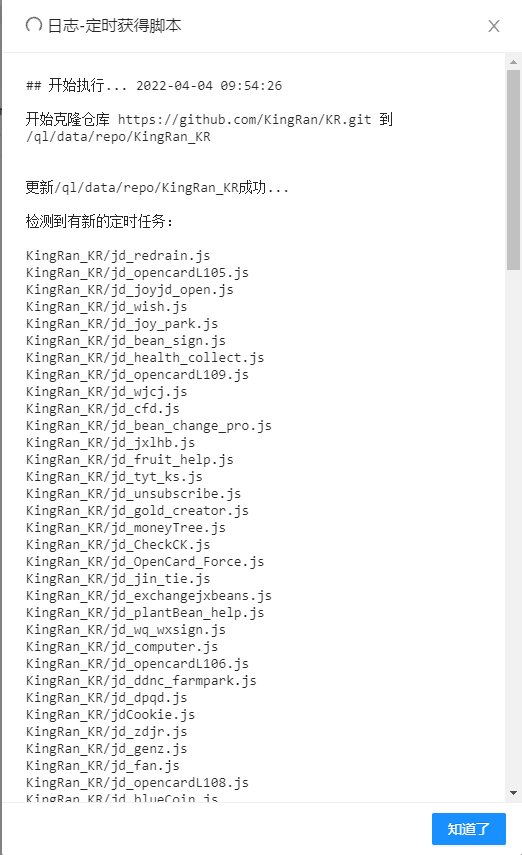 日志-定时获得脚本
## 开始执行... 2022-04-04 09:54:26
开始克隆仓库 https://github.com/KingRan/KR.git 到
/ql/data/repo/KingRan_KR
更新/ql/data/repo/KingRan_KR成功...
检测到有新的定时任务：
KingRan_KR/jd_redrain.js
KingRan_KR/jd_opencardL105.js
KingRan_KR/jd_joyjd_open.js
KingRan_KR/jd_wish.js
KingRan_KR/jd_joy_park.js
KingRan_KR/jd_bean_sign.js
KingRan_KR/jd_health_collect.js
KingRan_KR/jd_opencardL109.js
KingRan_KR/jd_wjcj.js
KingRan_KR/jd_cfd.js
KingRan_KR/jd_bean_change_pro.js
KingRan_KR/jd_jxlhb.js
KingRan_KR/jd_fruit_help.js
KingRan_KR/jd_tyt_ks.js
KingRan_KR/jd_unsubscribe.js
KingRan_KR/jd_gold_creator.js
KingRan_KR/jd_moneyTree.js
KingRan_KR/jd_CheckCK.js
KingRan_KR/jd_OpenCard_Force.js
KingRan_KR/jd_jin_tie.js
KingRan_KR/jd_exchangejxbeans.js
KingRan_KR/jd_plantBean_help.js
KingRan_KR/jd_wq_wxsign.js
KingRan_KR/jd_computer.js
KingRan_KR/jd_opencardL106.js
KingRan_KR/jd_ddnc_farmpark.js
KingRan_KR/jd_dpqd.js
KingRan_KR/jdCookie.js
KingRan_KR/jd_zdjr.js
KingRan_KR/jd_genz.js
KingRan_KR/jd_fan.js
KingRan_KR/jd_opencardL108.js
KingRan_KR/jd_blueCoin.js
知道了